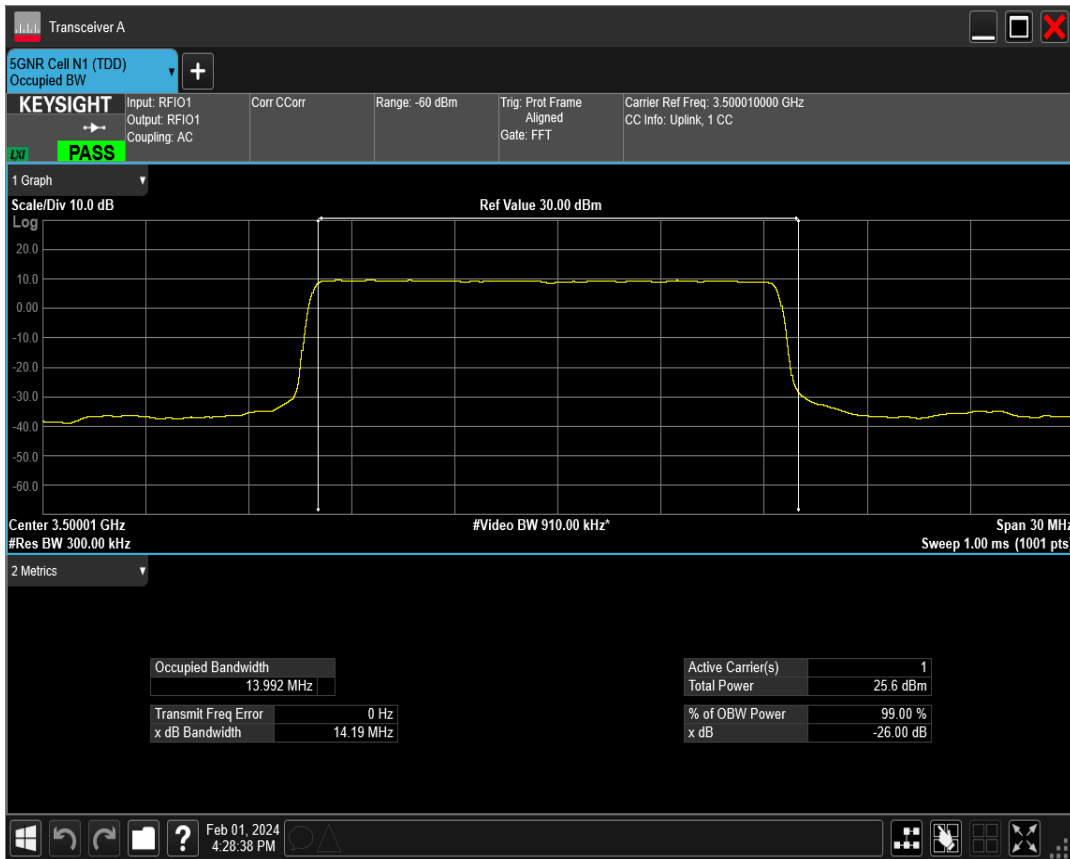 Transceiver A
5GNR Cell N1 (TDD)
Occupied BW
+
KEYSIGHT
LXI
PASS
Input: RFIO1
Output: RFIO1
Coupling: AC
Corr CCorr
Range: -60 dBm
Trig: Prot Frame
Aligned
Gate: FFT
Carrier Ref Freq: 3.500010000 GHz
CC Info: Uplink, 1 CC
1 Graph
Scale/Div 10.0 dB
Ref Value 30.00 dBm
Log
20.0
10.0
0.00
-10.0
-20.0
-30.0
-40.0
-50.0
-60.0
Center 3.50001 GHz
#Video BW 910.00 kHz*
Span 30 MHz
#Res BW 300.00 kHz
Sweep 1.00 ms (1001 pts)
2 Metrics
Occupied Bandwidth
13.992 MHz
Transmit Freq Error 0 Hz
x dB Bandwidth 14.19 MHz
Active Carrier(s) 1
Total Power 25.6 dBm
% of OBW Power 99.00 %
x dB -26.00 dB
?
Feb 01, 2024
4:28:38 PM